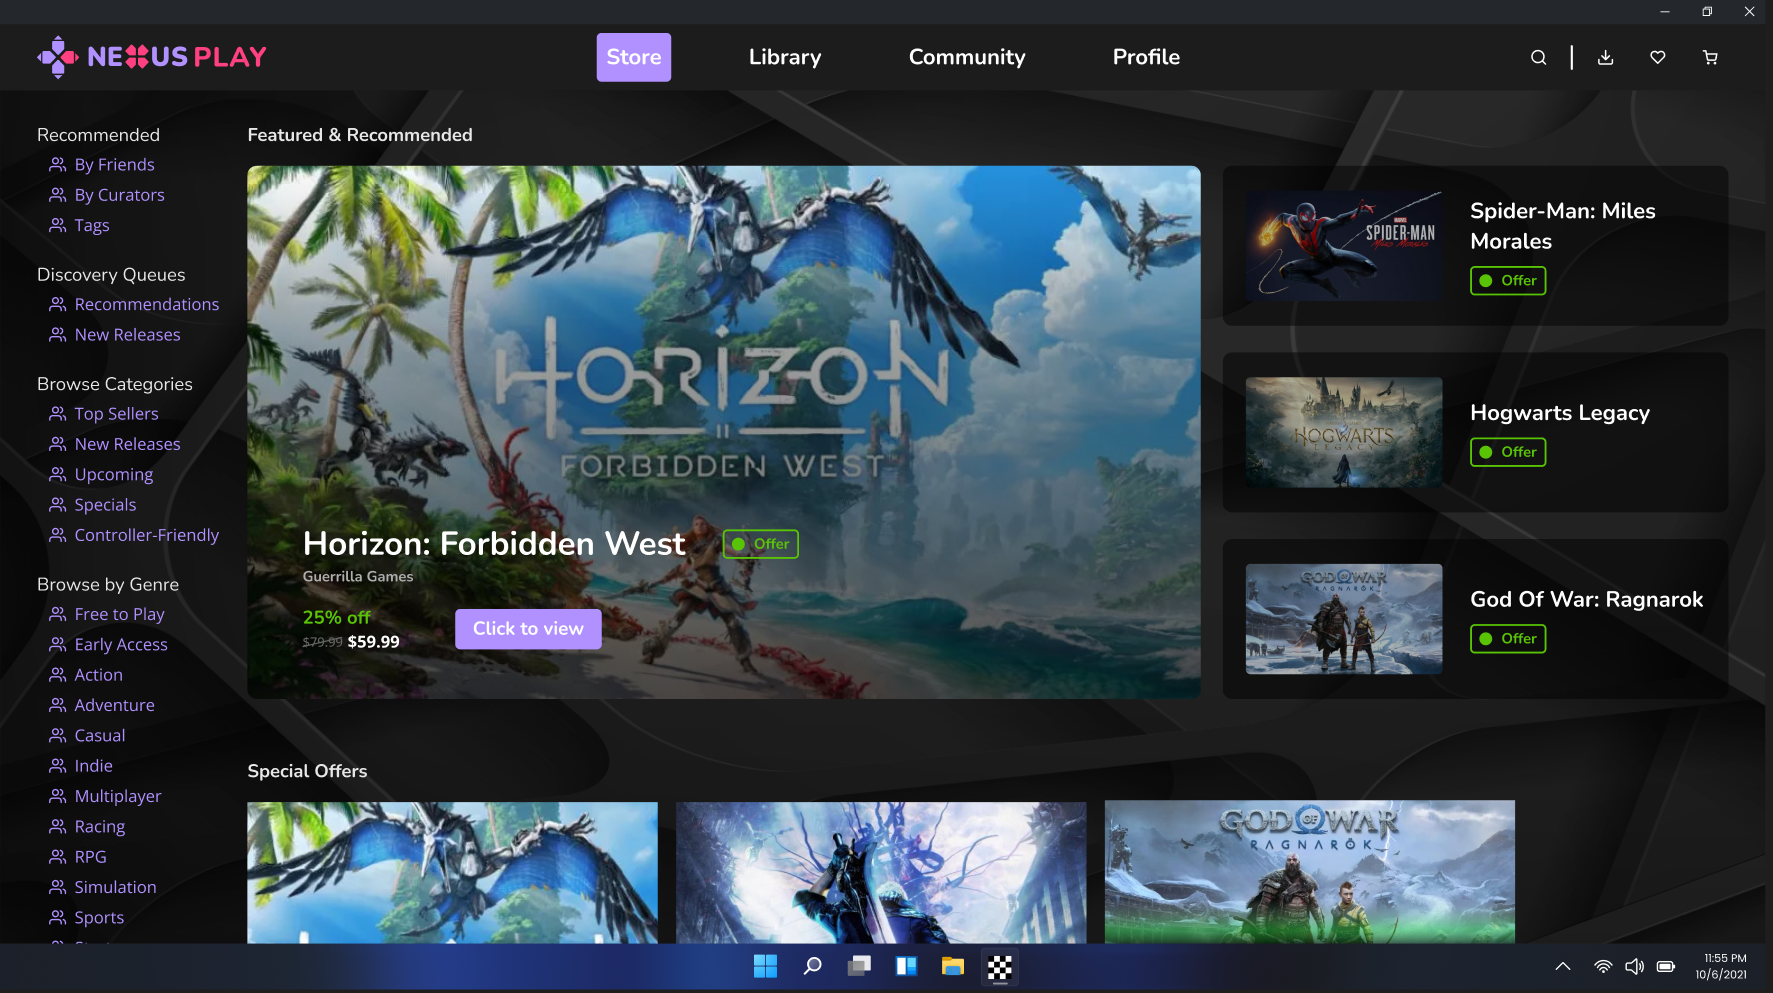 NEXUS PLAY
Store
Library
Community
Profile
Recommended
By Friends
By Curators
Tags
Discovery Queues
Recommendations
New Releases
Browse Categories
Top Sellers
New Releases
Upcoming
Specials
Controller-Friendly
Browse by Genre
Free to Play
Early Access
Action
Adventure
Casual
Indie
Multiplayer
Racing
RPG
Simulation
Sports
Featured & Recommended
HORIZON
FORBIDDEN WEST
Horizon: Forbidden West
Offer
Guerrilla Games
25% off
$79.99 $59.99
Click to view
MARVEL
SPIDER-MAN
MILES MORALES
Spider-Man: Miles
Morales
Offer
HOGWARTS
LEGACY
Hogwarts Legacy
Offer
GOD OF WAR
RAGNARÖK
God Of War: Ragnarok
Offer
Special Offers
GOD OF WAR
RAGNARÖK
11:55 PM
10/6/2021